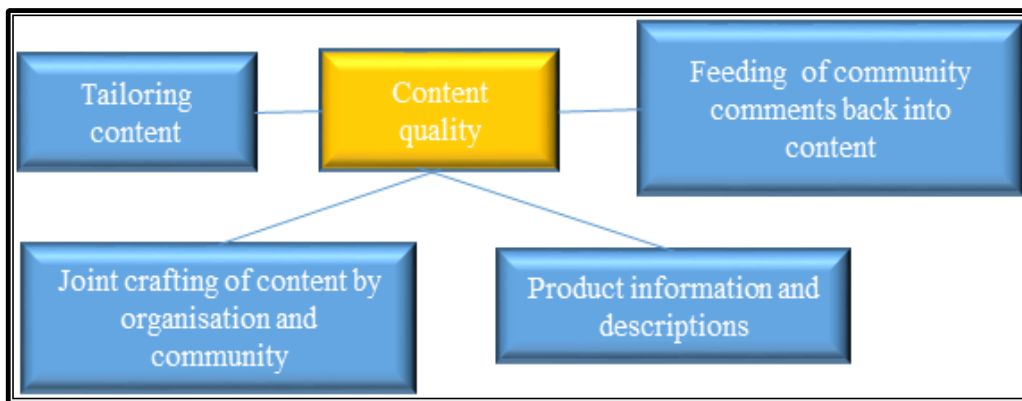 Tailoring
content
Content
quality
Feeding of community
comments back into
content
Joint crafting of content by
organisation and
community
Product information and
descriptions